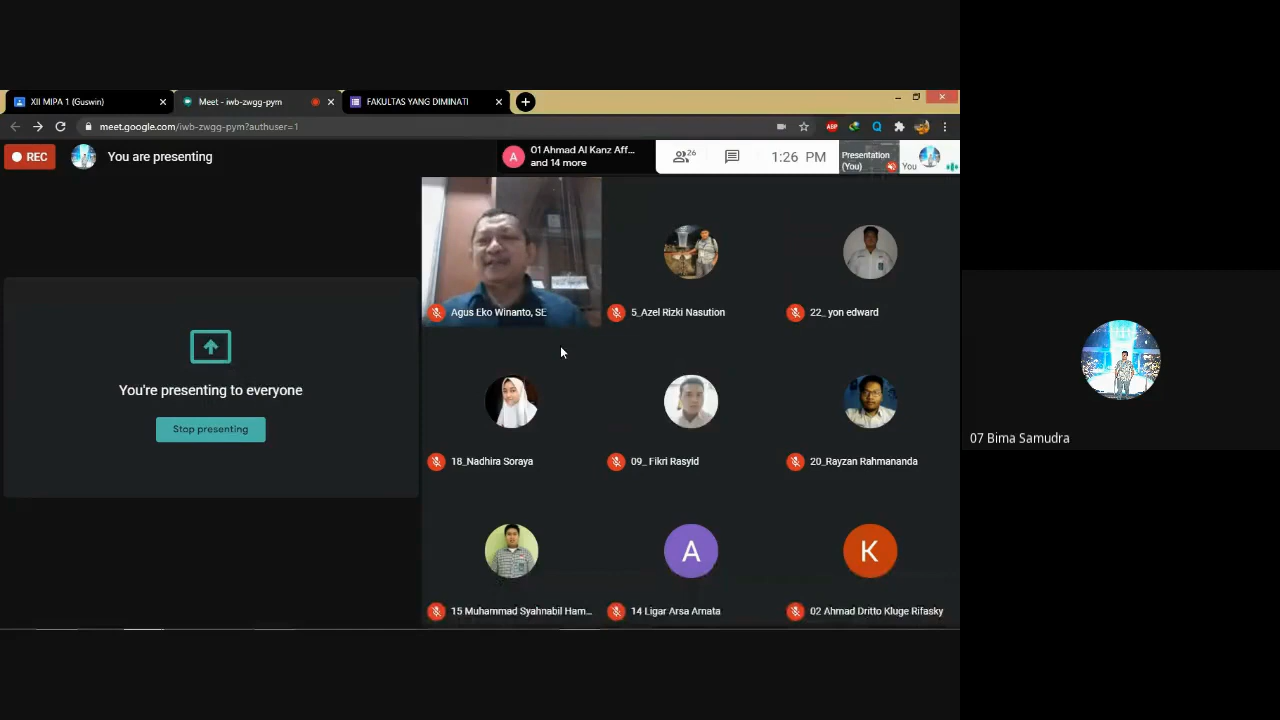 XII MIPA 1 (Guswin)
Meet - iwb-zwgg-pym
FAKULTAS YANG DIMINATI
meet.google.com/iwb-zwgg-pym?authuser=1
ABP
REC
You are presenting
A
01 Ahmad Al Kanz Aff...
and 14 more
26
1:26 PM
Presentation
(You)
You
You're presenting to everyone
Stop presenting
Agus Eko Winanto, SE
5_Azel Rizki Nasution
22_ yon edward
18_Nadhira Soraya
09_ Fikri Rasyid
20_Rayzan Rahmananda
A
K
15 Muhammad Syahnabil Ham...
14 Ligar Arsa Arnata
02 Ahmad Dritto Kluge Rifasky
07 Bima Samudra